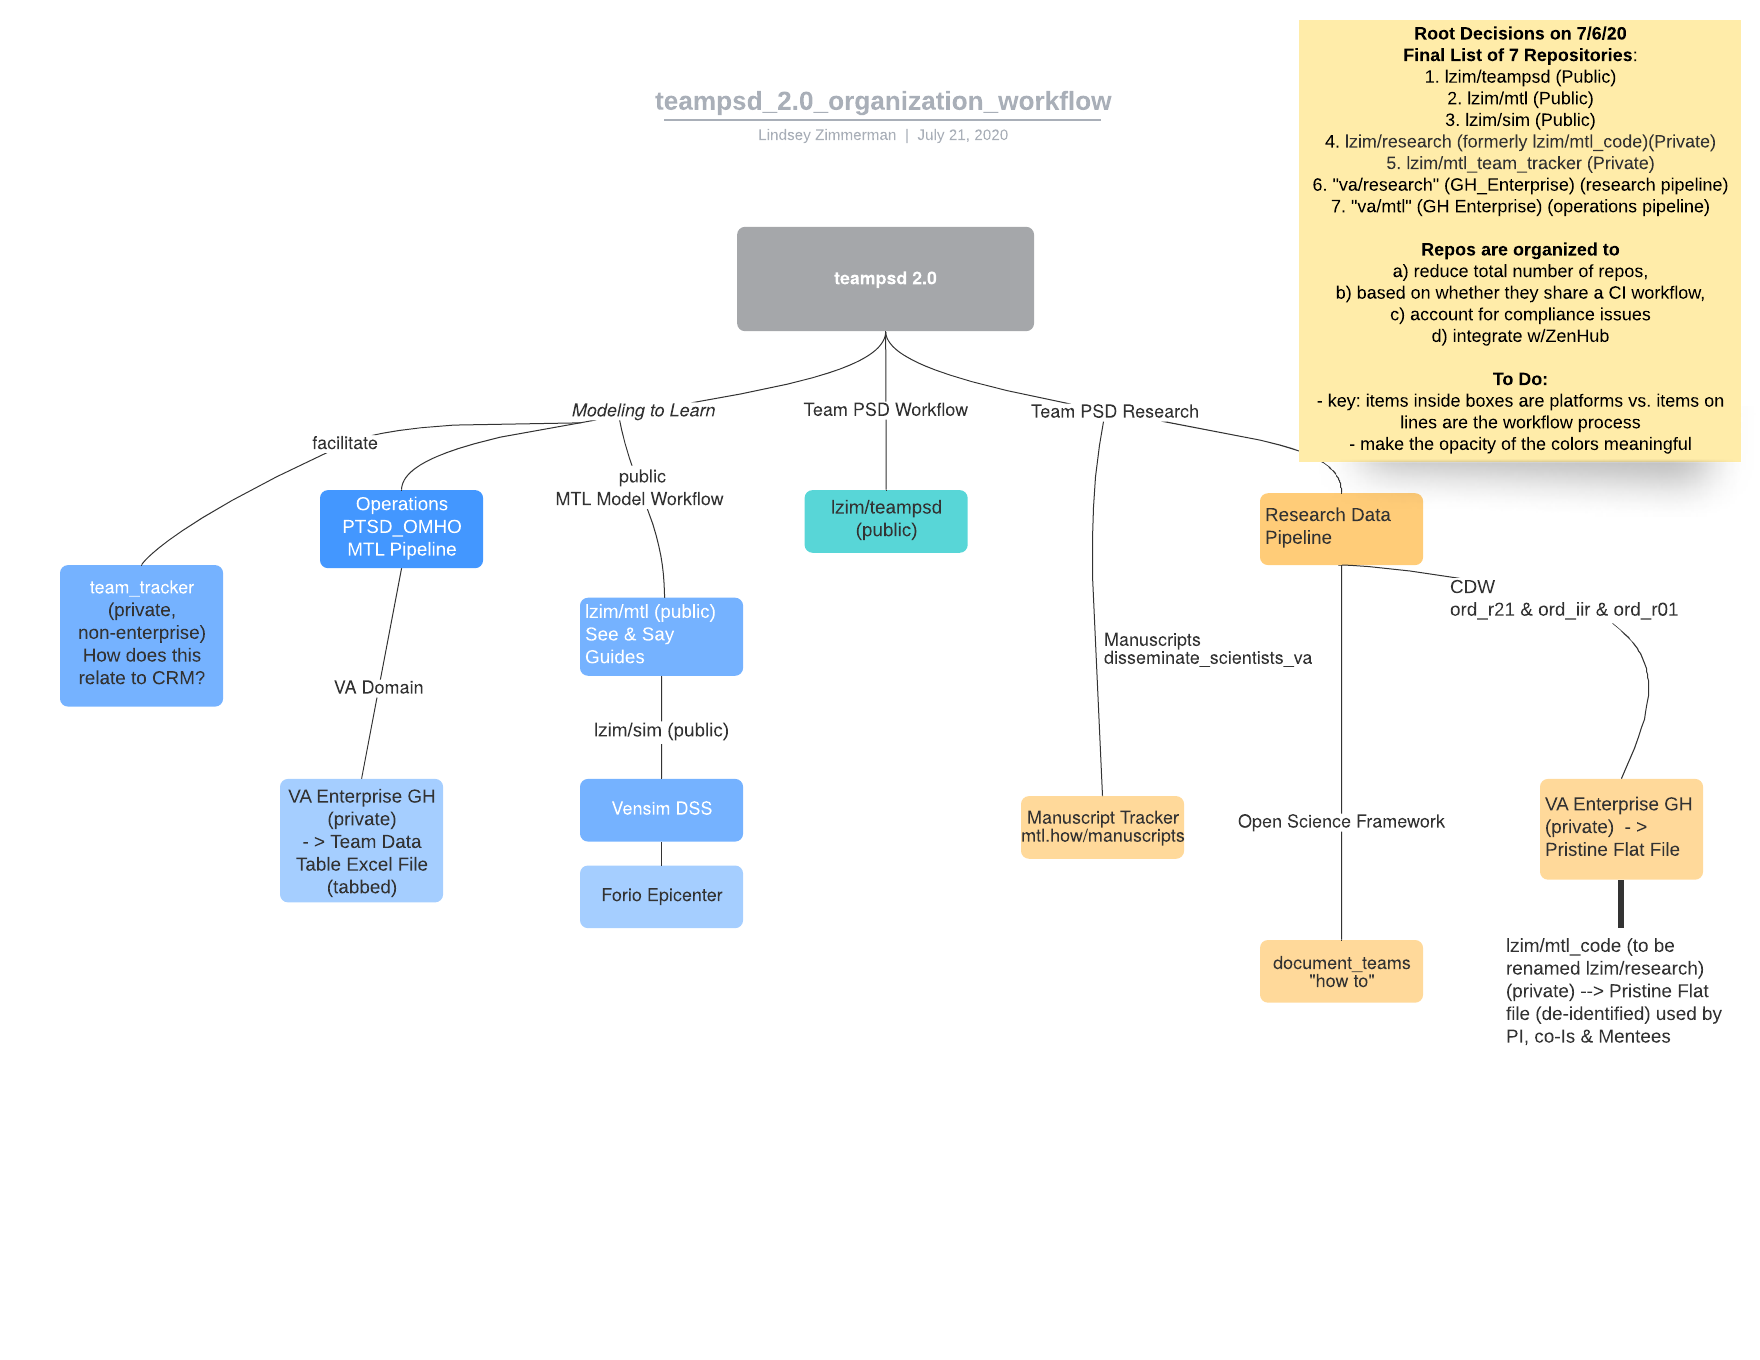 Root Decisions on 7/6/20
Final List of 7 Repositories:
1. lzim/teampsd (Public)
2. lzim/mtl (Public)
3. lzim/sim (Public)
4. lzim/research (formerly lzim/mtl_code)(Private)
5. lzim/mtl_team_tracker (Private)
6. "va/research" (GH_Enterprise) (research pipeline)
7. "va/mtl" (GH Enterprise) (operations pipeline)
Repos are organized to
a) reduce total number of repos,
b) based on whether they share a CI workflow,
c) account for compliance issues
d) integrate w/ZenHub
To Do:
- key: items inside boxes are platforms vs. items on
lines are the workflow process
- make the opacity of the colors meaningful
teampsd_2.0_organization_workflow
Lindsey Zimmerman | July 21, 2020
teampsd 2.0
Modeling to Learn
Team PSD Workflow
Team PSD Research
facilitate
public
MTL Model Workflow
Operations
PTSD_OMHO
MTL Pipeline
lzim/teampsd
(public)
Research Data
Pipeline
team_tracker
(private,
non-enterprise)
How does this
relate to CRM?
lzim/mtl (public)
See & Say
Guides
CDW
ord_r21 & ord_iir & ord_r01
Manuscripts
disseminate_scientists_va
VA Domain
lzim/sim (public)
VA Enterprise GH
(private)
- > Team Data
Table Excel File
(tabbed)
Vensim DSS
Forio Epicenter
Manuscript Tracker
mtl.how/manuscripts
Open Science Framework
VA Enterprise GH
(private) - >
Pristine Flat File
document_teams
"how to"
lzim/mtl_code (to be
renamed lzim/research)
(private) --> Pristine Flat
file (de-identified) used by
PI, co-Is & Mentees